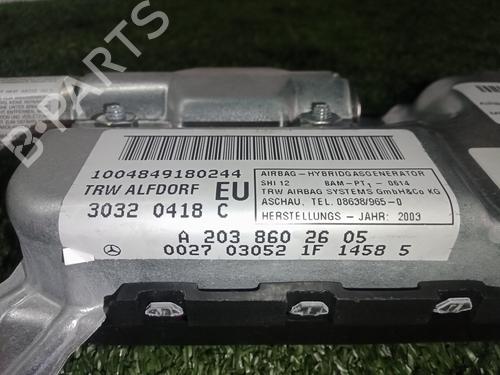 1004849180244
TRW ALFDORF EU
3032 0418 C
AIRBAG-HYBRIDGASGENERATOR
SHI 12 BAM-PT1-0614
TRW AIRBAG SYSTEMS GmbH&Co KG
ASCHAU, TEL. 08638/965-0
HERSTELLUNGS - JAHR: 2003
A 203 860 26 05
0027 03052 1F 1458 5
B-PARTS